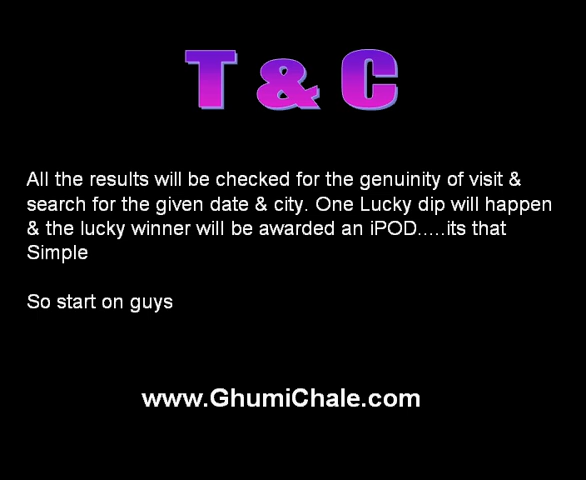 T & C
All the results will be checked for the genuinity of visit &
search for the given date & city. One Lucky dip will happen
& the lucky winner will be awarded an iPOD.....its that
Simple
So start on guys
www.GhumiChale.com